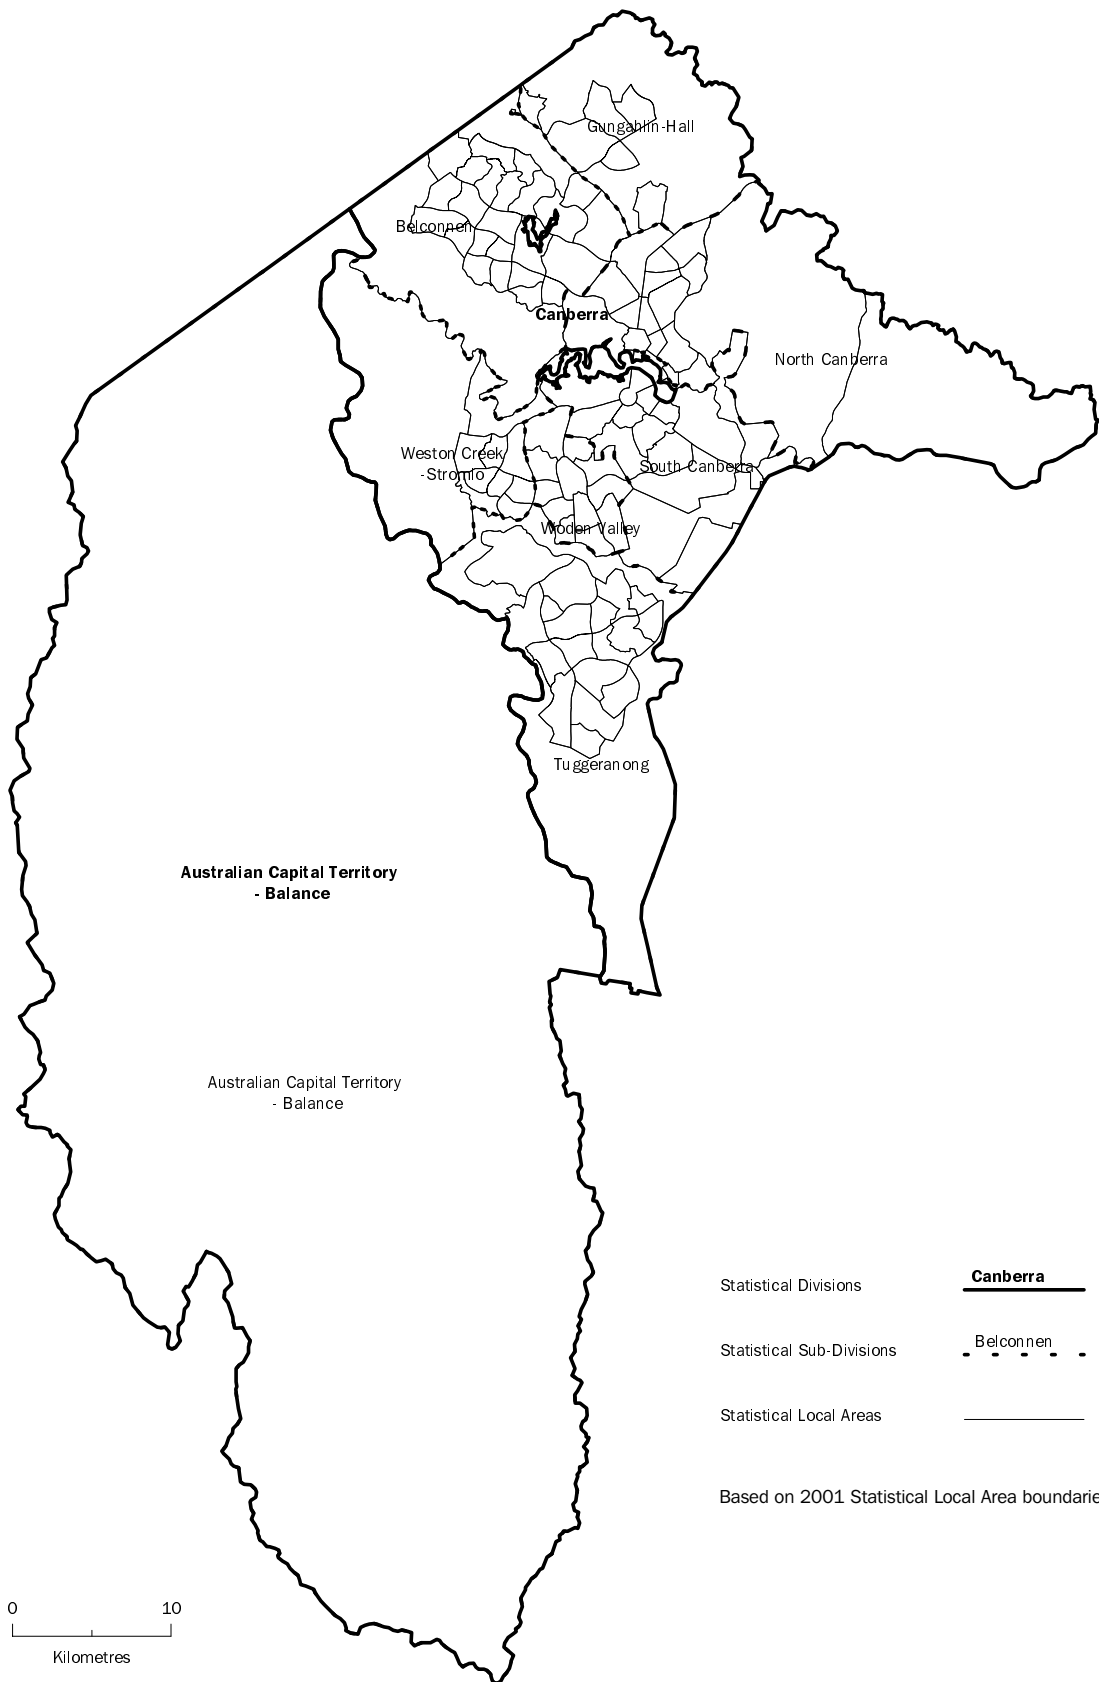 Gungahlin-Hall
Belconnen
Canberra
North Canberra
Weston Creek
-Stromlo
South Canberra
Woden Valley
Tuggeranong
Australian Capital Territory
- Balance
Australian Capital Territory
- Balance
Statistical Divisions
Canberra
Statistical Sub-Divisions
Belconnen
Statistical Local Areas
Based on 2001 Statistical Local Area boundarie
0 10
Kilometres